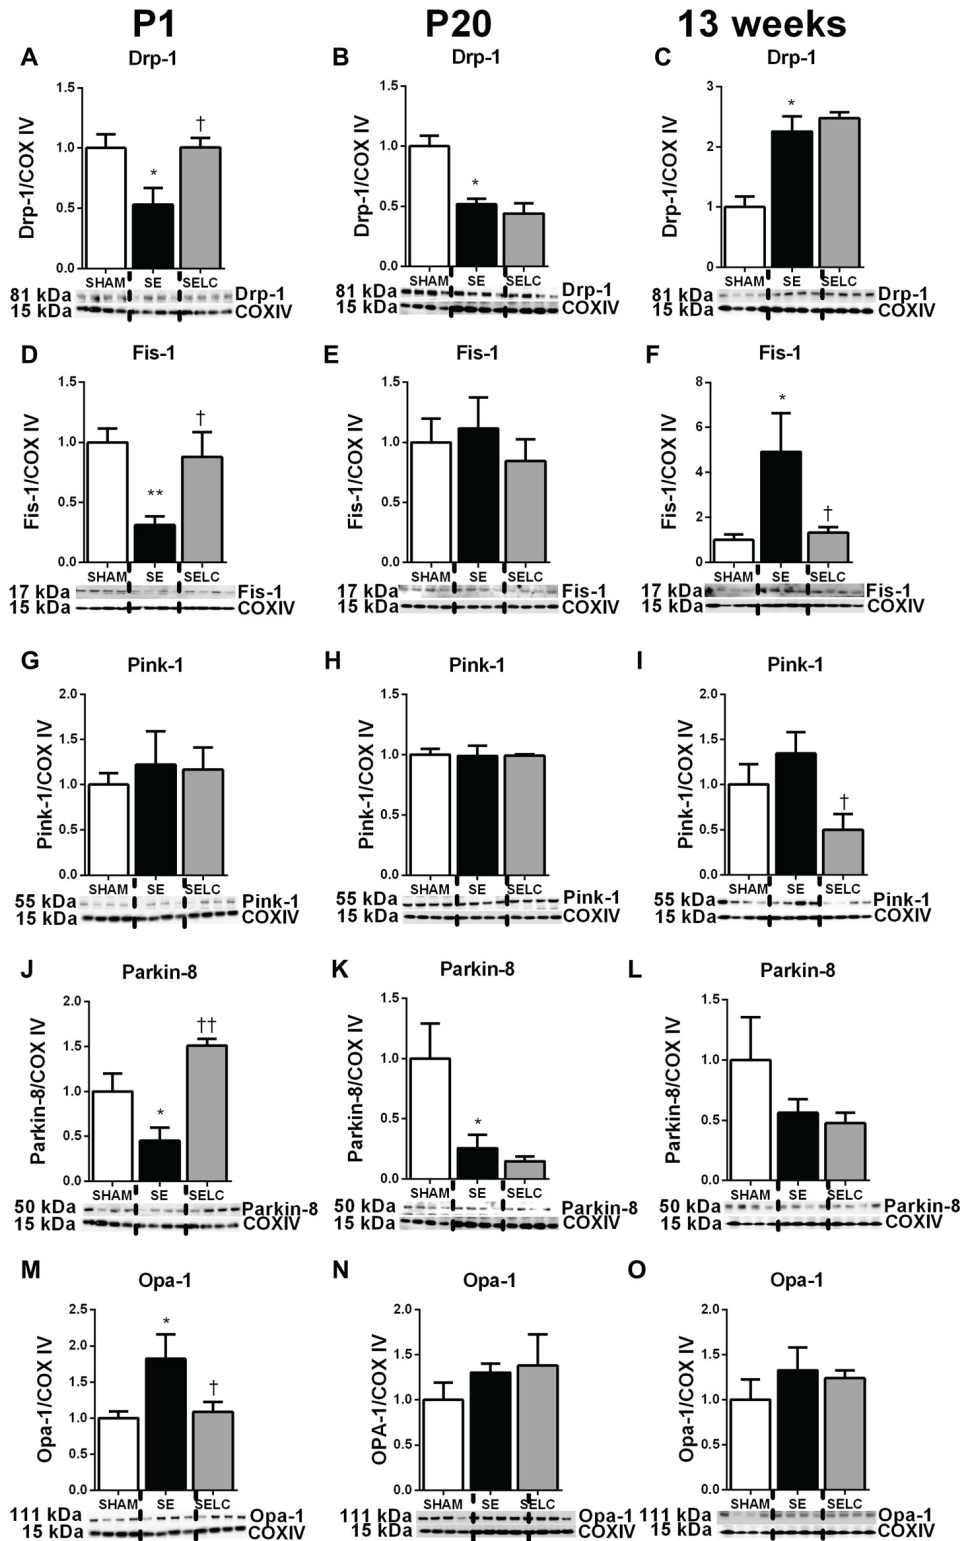 P1 P20 13 weeks
A B C
Drp-1 Drp-1 Drp-1
Drp-1/COX IV Drp-1/COX IV Drp-1/COX IV
1.5 1.5 3
1.0 1.0 2
0.5 0.5 1
0.0 0.0 0
* † * *
SHAM SE SELC SHAM SE SELC SHAM SE SELC
81 kDa Drp-1 81 kDa Drp-1 81 kDa Drp-1
15 kDa COXIV 15 kDa COXIV 15 kDa COXIV
D E F
Fis-1 Fis-1 Fis-1
Fis-1/COX IV Fis-1/COX IV Fis-1/COX IV
1.5 1.5 8
1.0 1.0 6
0.5 0.5 4
0.0 0.0 2
0
** † * †
SHAM SE SELC SHAM SE SELC SHAM SE SELC
17 kDa Fis-1 17 kDa Fis-1 17 kDa Fis-1
15 kDa COXIV 15 kDa COXIV 15 kDa COXIV
G H I
Pink-1 Pink-1 Pink-1
Pink-1/COX IV Pink-1/COX IV Pink-1/COX IV
2.0 1.5 2.0
1.5 1.0 1.5
1.0 0.5 1.0
0.5 0.0 0.5
0.0 0.0
†
SHAM SE SELC SHAM SE SELC SHAM SE SELC
55 kDa Pink-1 55 kDa Pink-1 55 kDa Pink-1
15 kDa COXIV 15 kDa COXIV 15 kDa COXIV
J K L
Parkin-8 Parkin-8 Parkin-8
Parkin-8/COX IV Parkin-8/COX IV Parkin-8/COX IV
2.0 1.5 1.5
1.5 1.0 1.0
1.0 0.5 0.5
0.5 0.0 0.0
0.0
* †† *
SHAM SE SELC SHAM SE SELC SHAM SE SELC
50 kDa Parkin-8 50 kDa Parkin-8 50 kDa Parkin-8
15 kDa COXIV 15 kDa COXIV 15 kDa COXIV
M N O
Opa-1 Opa-1 Opa-1
Opa-1/COX IV OPA-1/COX IV Opa-1/COX IV
2.5 2.0 2.0
2.0 1.5 1.5
1.5 1.0 1.0
1.0 0.5 0.5
0.5 0.0 0.0
0.0
* †
SHAM SE SELC SHAM SE SELC SHAM SE SELC
111 kDa Opa-1 111 kDa Opa-1 111 kDa Opa-1
15 kDa COXIV 15 kDa COXIV 15 kDa COXIV